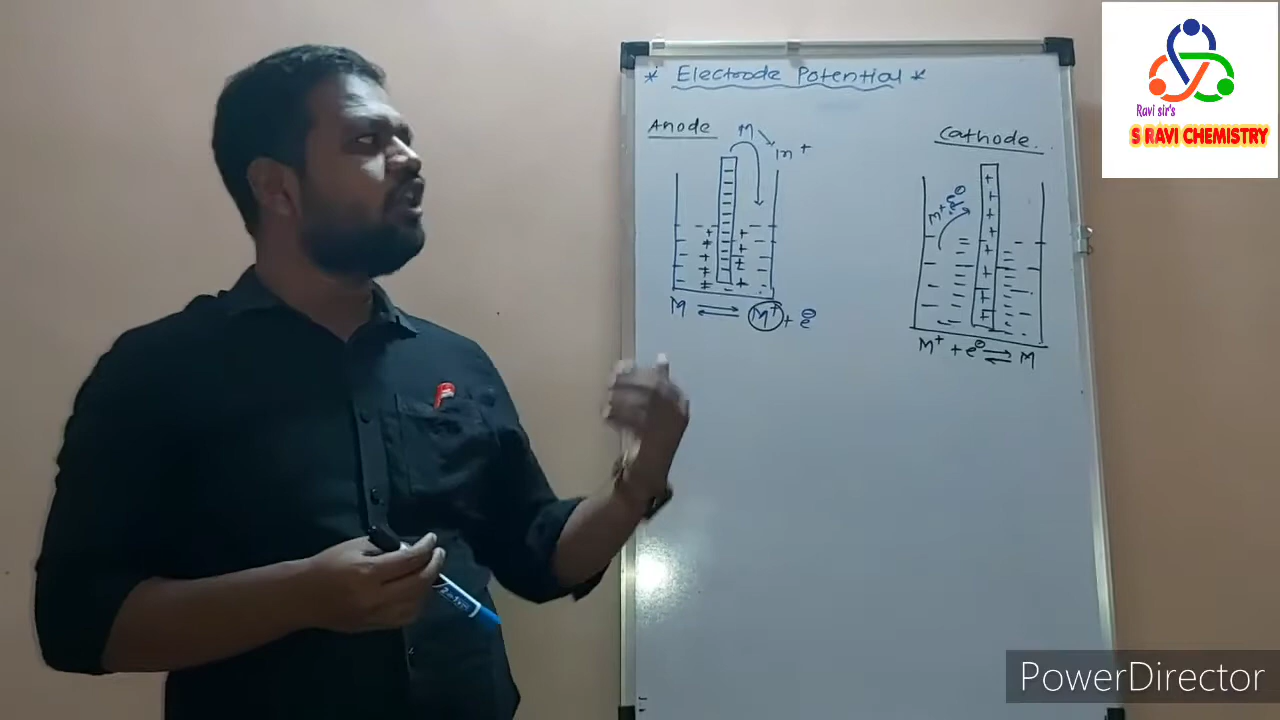 * Electrode Potential *
Anode
M
M+
Cathode.
M+ e⊖
M ⇌ M+ + e⊖
M+ + e⊖ ⇌ M
Ravi sir's
S RAVI CHEMISTRY
PowerDirector